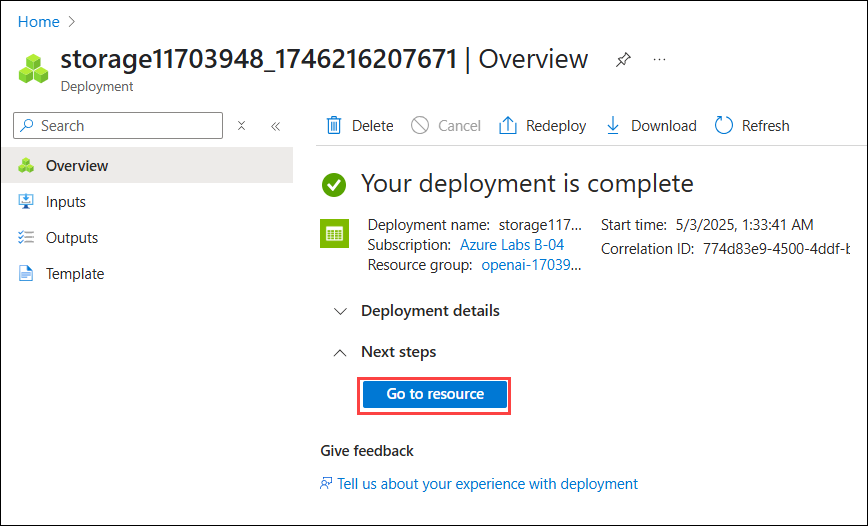 Home >
storage11703948_1746216207671 | Overview ...
Deployment
Search
Overview
Inputs
Outputs
Template
Delete Cancel Redeploy Download Refresh
Your deployment is complete
Deployment name: storage117... Start time: 5/3/2025, 1:33:41 AM
Subscription: Azure Labs B-04 Correlation ID: 774d83e9-4500-4ddf-b
Resource group: openai-17039...
Deployment details
Next steps
Go to resource
Give feedback
Tell us about your experience with deployment